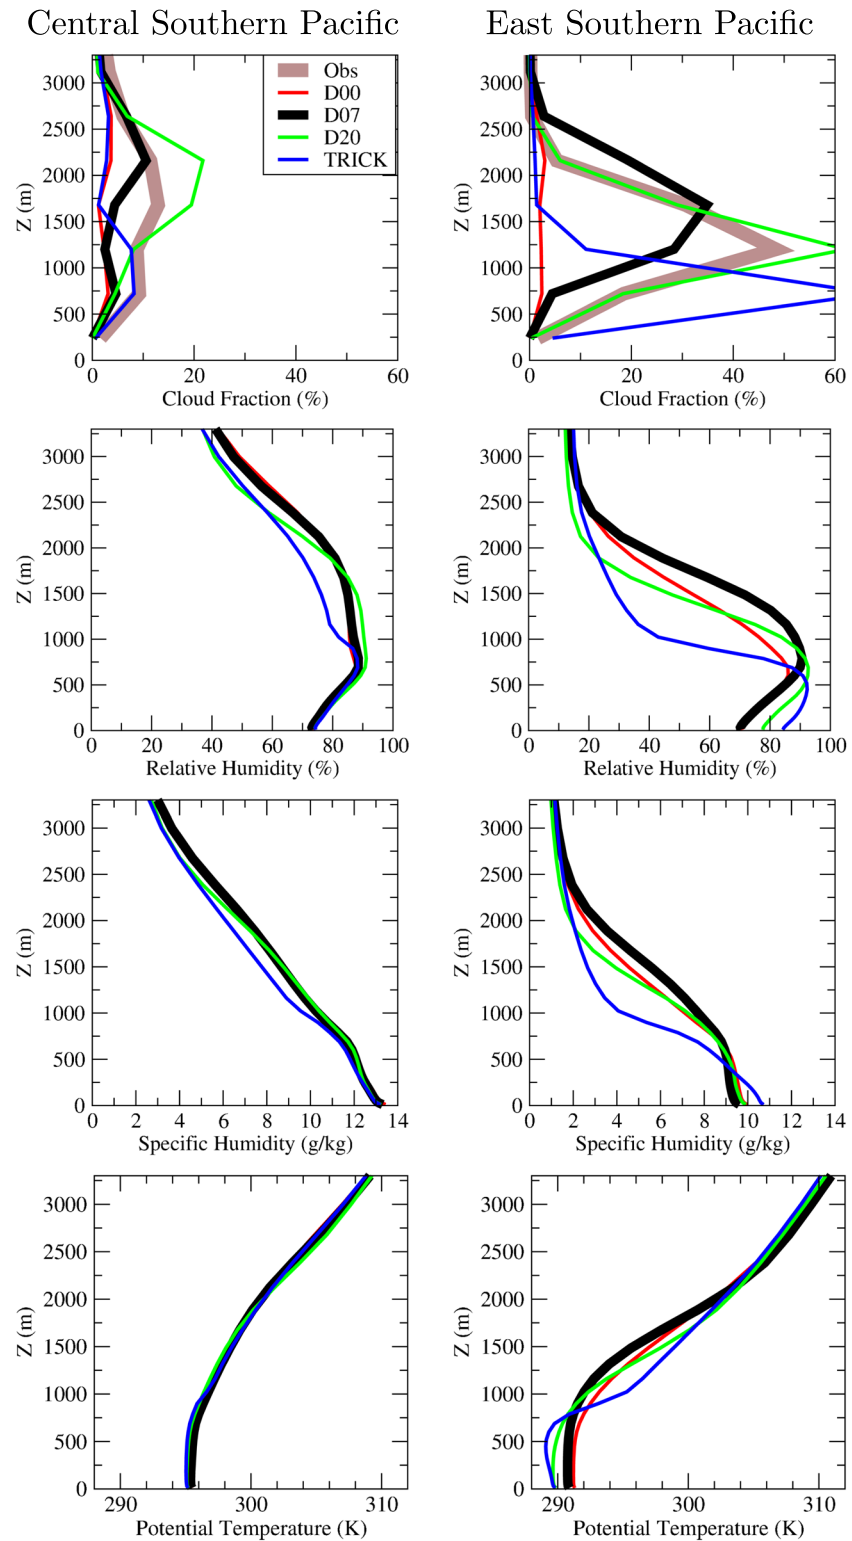 Central Southern Pacific East Southern Pacific
Obs
D00
D07
D20
TRICK
3000
2500
2000
1500
1000
500
0
Z (m)
0 20 40 60
Cloud Fraction (%)
3000
2500
2000
1500
1000
500
0
Z (m)
0 20 40 60
Cloud Fraction (%)
3000
2500
2000
1500
1000
500
0
Z (m)
0 20 40 60 80 100
Relative Humidity (%)
3000
2500
2000
1500
1000
500
0
Z (m)
0 20 40 60 80 100
Relative Humidity (%)
3000
2500
2000
1500
1000
500
0
Z (m)
0 2 4 6 8 10 12 14
Specific Humidity (g/kg)
3000
2500
2000
1500
1000
500
0
Z (m)
0 2 4 6 8 10 12 14
Specific Humidity (g/kg)
3000
2500
2000
1500
1000
500
0
Z (m)
290 300 310
Potential Temperature (K)
3000
2500
2000
1500
1000
500
0
Z (m)
290 300 310
Potential Temperature (K)